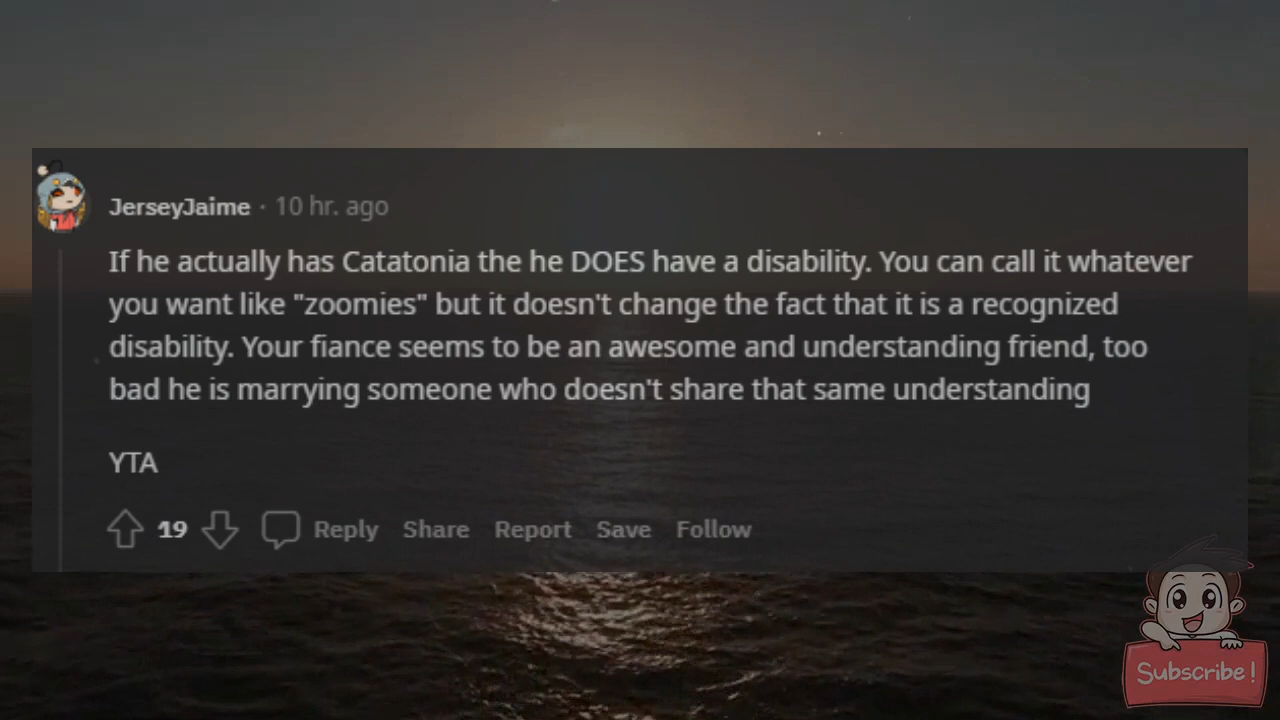 JerseyJaime · 10 hr. ago
If he actually has Catatonia the he DOES have a disability. You can call it whatever
you want like "zoomies" but it doesn't change the fact that it is a recognized
disability. Your fiance seems to be an awesome and understanding friend, too
bad he is marrying someone who doesn't share that same understanding
YTA
19 Reply Share Report Save Follow
Subscribe!